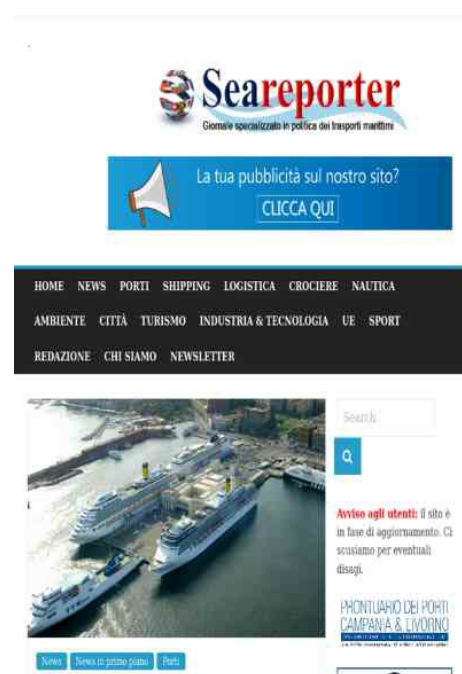 Seareporter
Giornale specializzato in politica dei trasporti marittimi
La tua pubblicità sul nostro sito?
CLICCA QUI
HOME NEWS PORTI SHIPPING LOGISTICA CROCIERE NAUTICA
AMBIENTE CITTÀ TURISMO INDUSTRIA & TECNOLOGIA UE SPORT
REDAZIONE CHI SIAMO NEWSLETTER
Search
Avviso agli utenti: il sito è
in fase di aggiornamento. Ci
scusiamo per eventuali
disagi.
PRONTUARIO DEI PORTI
CAMPANIA & LIVORNO
News News in primo piano Porti